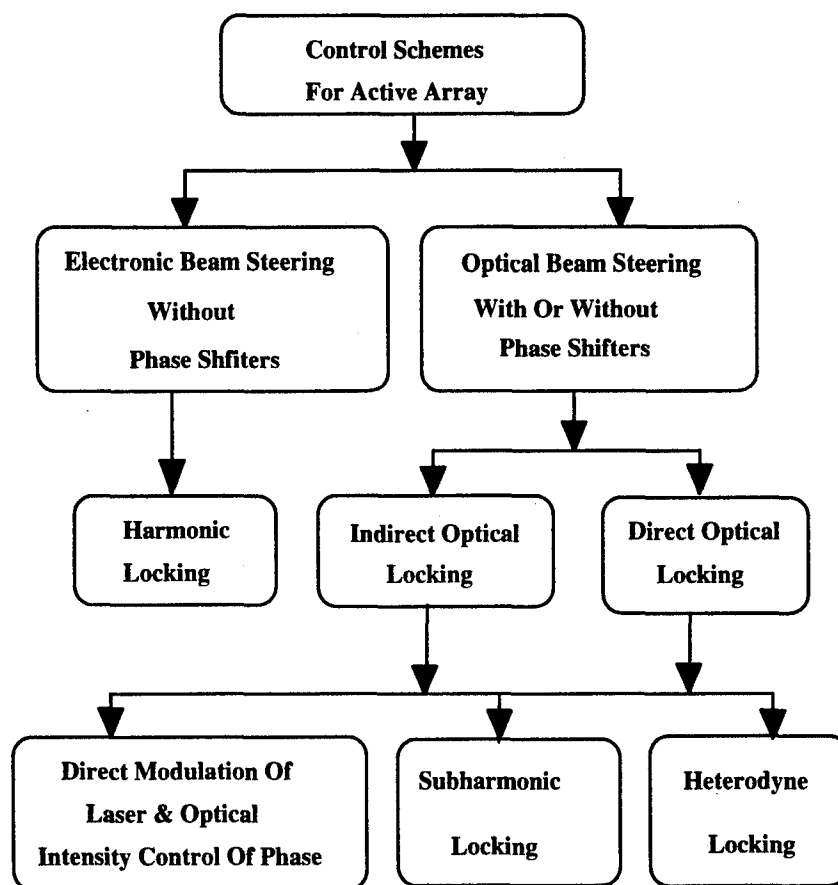 Control Schemes
For Active Array
Electronic Beam Steering
Without
Phase Shfiters
Optical Beam Steering
With Or Without
Phase Shifters
Harmonic
Locking
Indirect Optical
Locking
Direct Optical
Locking
Direct Modulation Of
Laser & Optical
Intensity Control Of Phase
Subharmonic
Locking
Heterodyne
Locking